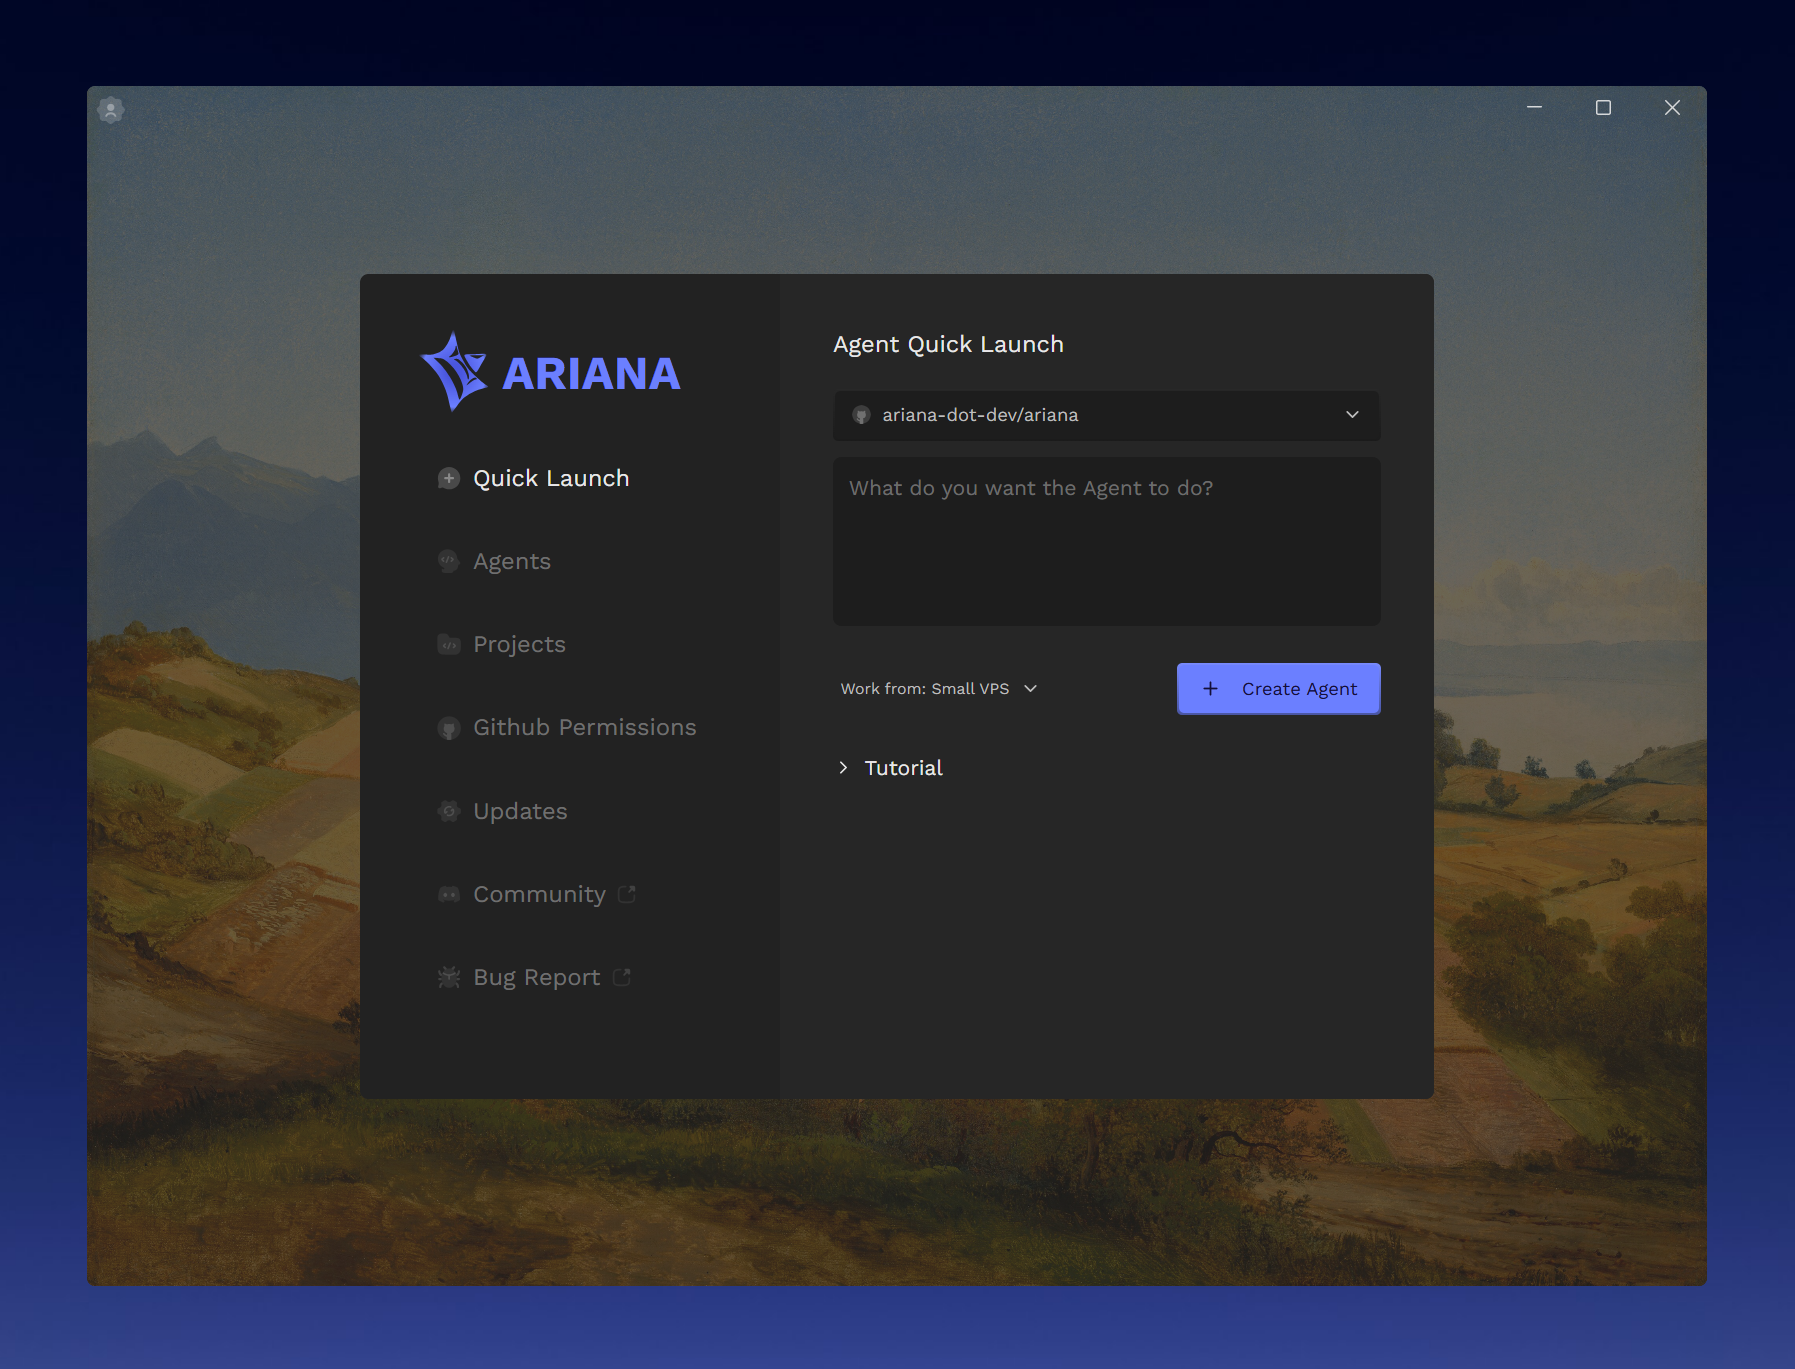 ARIANA
Quick Launch
Agents
Projects
Github Permissions
Updates
Community
Bug Report
Agent Quick Launch
ariana-dot-dev/ariana
What do you want the Agent to do?
Work from: Small VPS
Create Agent
Tutorial